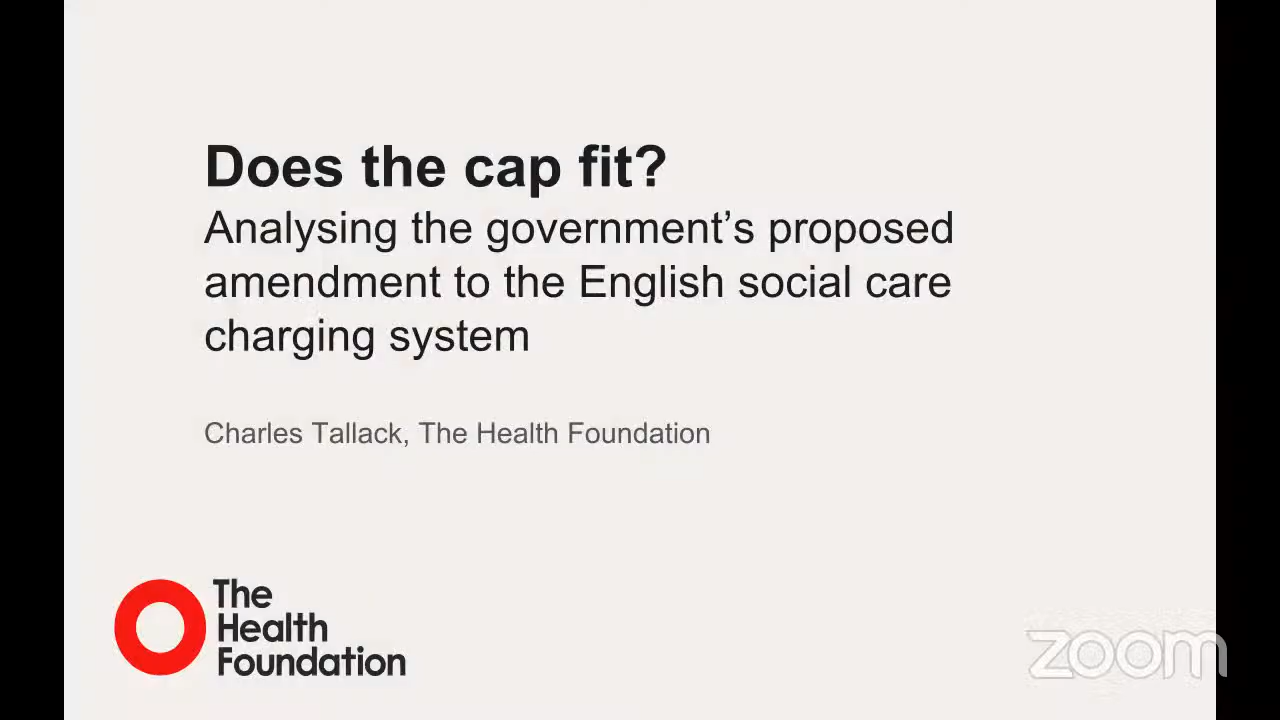 Does the cap fit?
Analysing the government’s proposed
amendment to the English social care
charging system
Charles Tallack, The Health Foundation
The
Health
Foundation
zoom